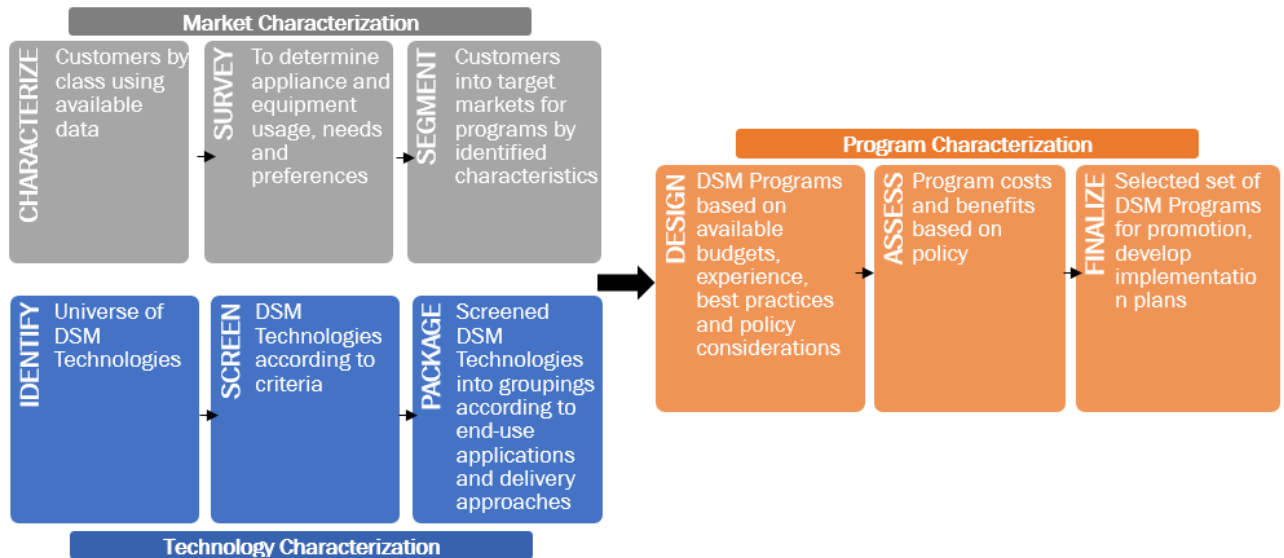 Market Characterization
CHARACTERIZE
Customers by
class using
available
data
SURVEY
To determine
appliance and
equipment
usage, needs
and
preferences
SEGMENT
Customers
into target
markets for
programs by
identified
characteristics
IDENTIFY
Universe of
DSM
Technologies
SCREEN
DSM
Technologies
according to
criteria
PACKAGE
Screened
DSM
Technologies
into groupings
according to
end-use
applications
and delivery
approaches
Technology Characterization
Program Characterization
DESIGN
DSM Programs
based on
available
budgets,
experience,
best practices
and policy
considerations
ASSESS
Program costs
and benefits
based on
policy
FINALIZE
Selected set of
DSM Programs
for promotion,
develop
implementatio
n plans